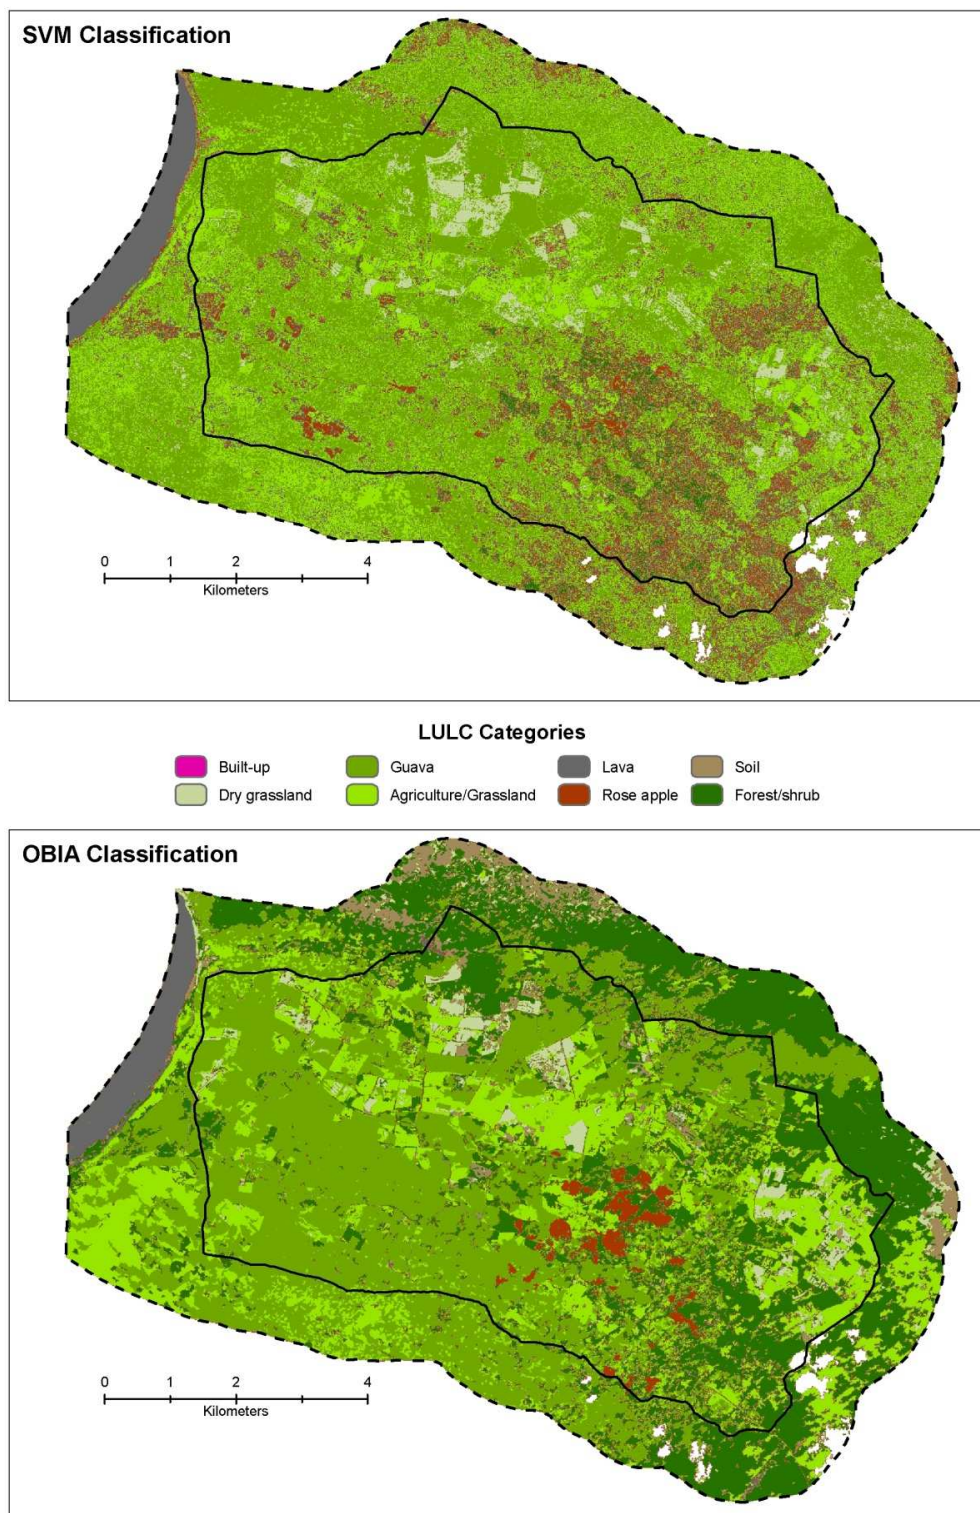 SVM Classification
0 1 2 4
Kilometers
LULC Categories
Built-up Guava Lava Soil
Dry grassland Agriculture/Grassland Rose apple Forest/shrub
OBIA Classification
0 1 2 4
Kilometers